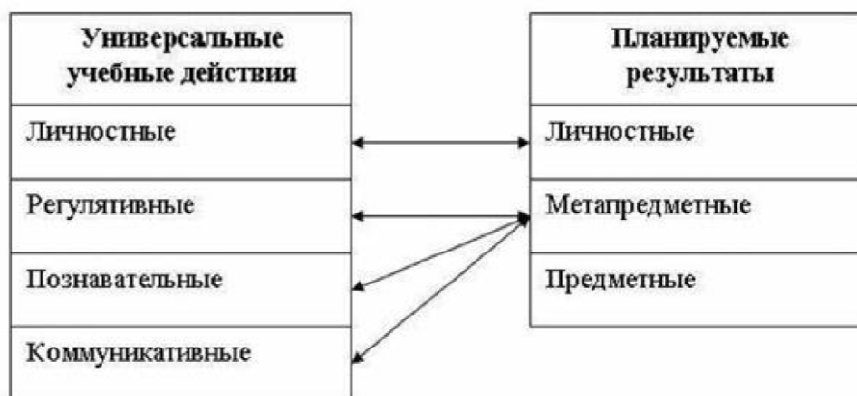 Универсальные
учебные действия
Личностные
Регулятивные
Познавательные
Коммуникативные
Планируемые
результаты
Личностные
Метапредметные
Предметные